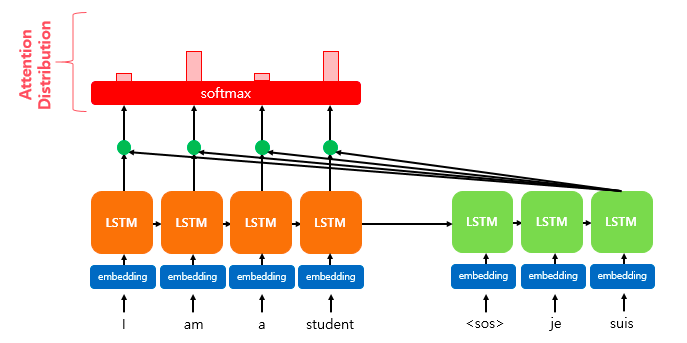 Attention
Distribution
softmax
LSTM LSTM LSTM LSTM LSTM LSTM LSTM
embedding embedding embedding embedding embedding embedding embedding
I am a student <sos> je suis